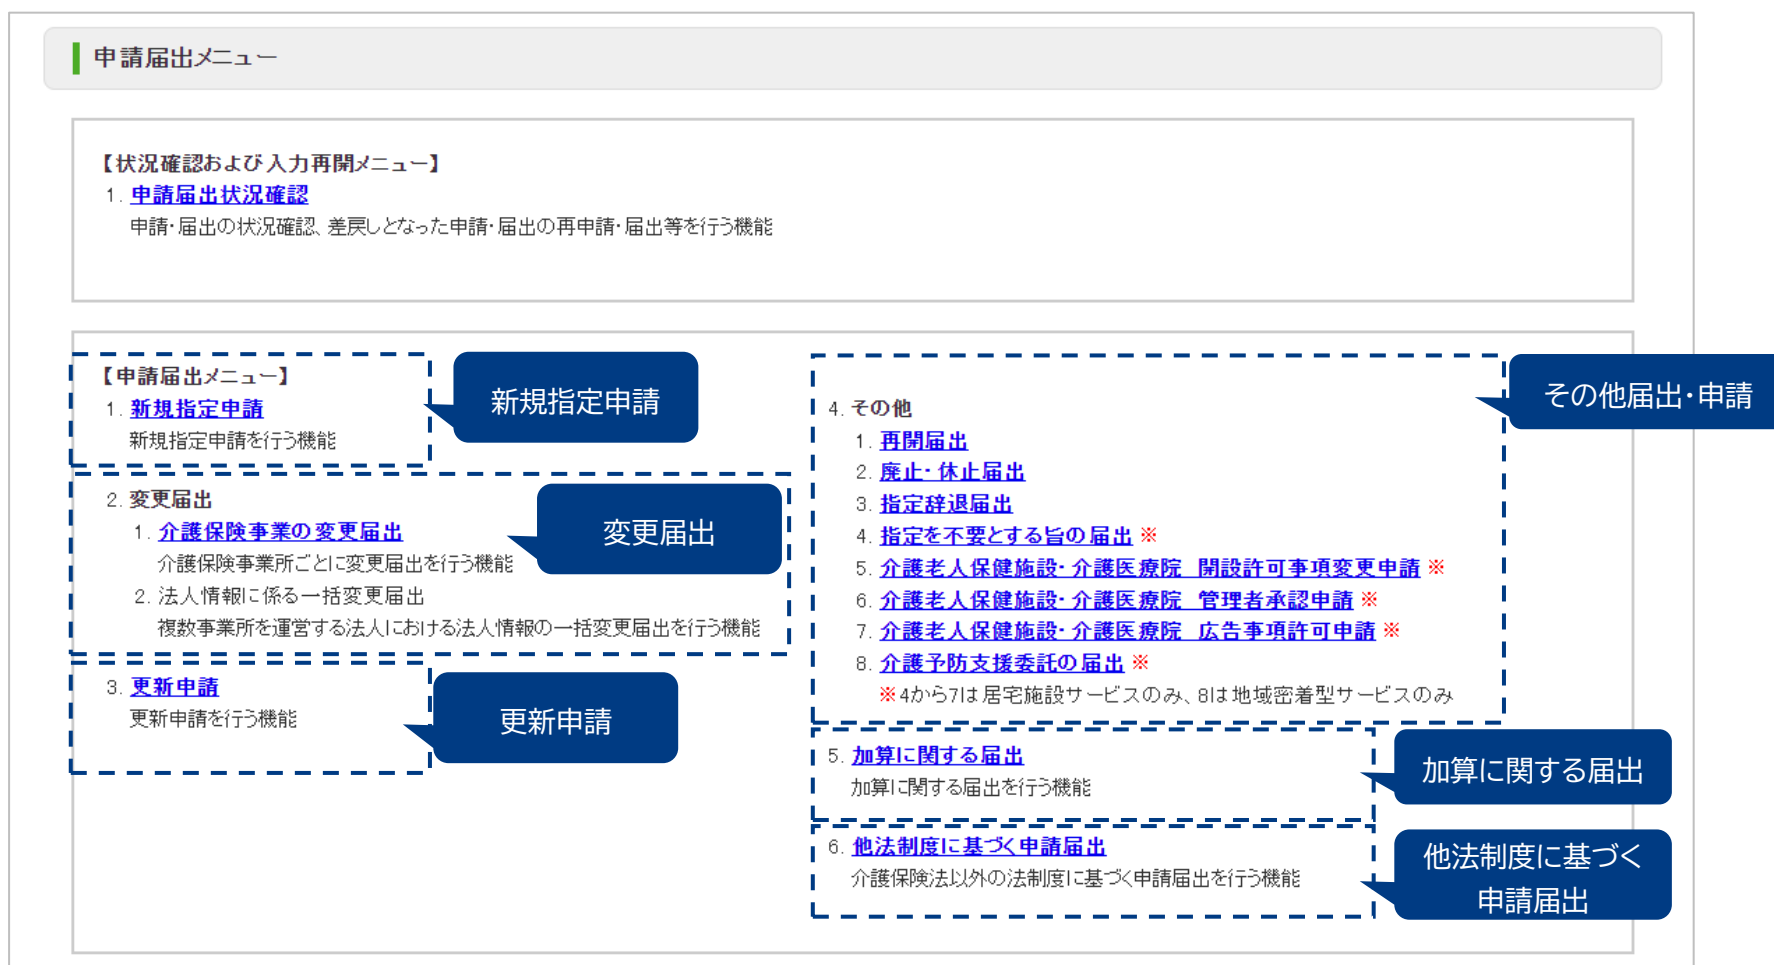 申請届出メニュー
【状況確認および入力再開メニュー】
1. 申請届出状況確認
申請・届出の状況確認、差戻しとなった申請・届出の再申請・届出等を行う機能
【申請届出メニュー】
1. 新規指定申請
新規指定申請を行う機能
新規指定申請
2. 変更届出
1. 介護保険事業の変更届出
介護保険事業所ごとに変更届出を行う機能
2. 法人情報に係る一括変更届出
複数事業所を運営する法人における法人情報の一括変更届出を行う機能
変更届出
3. 更新申請
更新申請を行う機能
更新申請
4. その他
1. 再開届出
2. 廃止・休止届出
3. 指定辞退届出
4. 指定を不要とする旨の届出 ※
5. 介護老人保健施設・介護医療院 開設許可事項変更申請 ※
6. 介護老人保健施設・介護医療院 管理者承認申請 ※
7. 介護老人保健施設・介護医療院 広告事項許可申請 ※
8. 介護予防支援委託の届出 ※
※4から7は居宅施設サービスのみ、8は地域密着型サービスのみ
その他届出・申請
5. 加算に関する届出
加算に関する届出を行う機能
加算に関する届出
6. 他法制度に基づく申請届出
介護保険法以外の法制度に基づく申請届出を行う機能
他法制度に基づく
申請届出